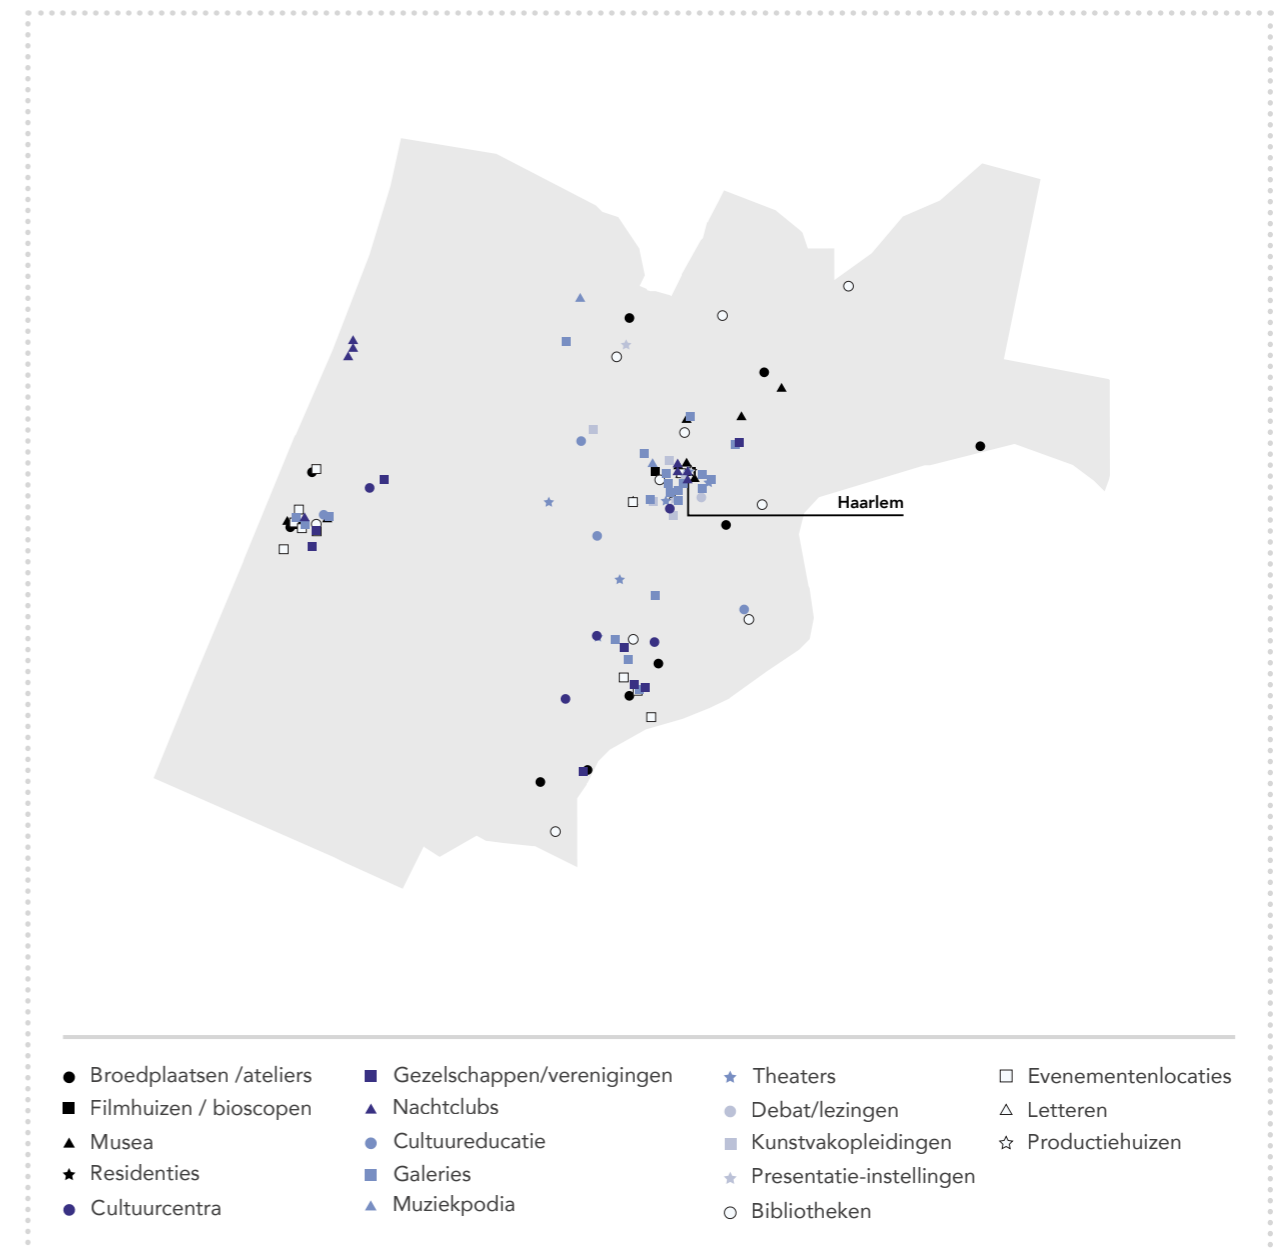 Haarlem
Broedplaatsen /ateliers
Filmhuizen / bioscopen
Musea
Residenties
Cultuurcentra
Gezelschappen/verenigingen
Nachtclubs
Cultuureducatie
Galeries
Muziekpodia
Theaters
Debat/lezingen
Kunstvakopleidingen
Presentatie-instellingen
Bibliotheken
Evenementenlocaties
Letteren
Productiehuizen